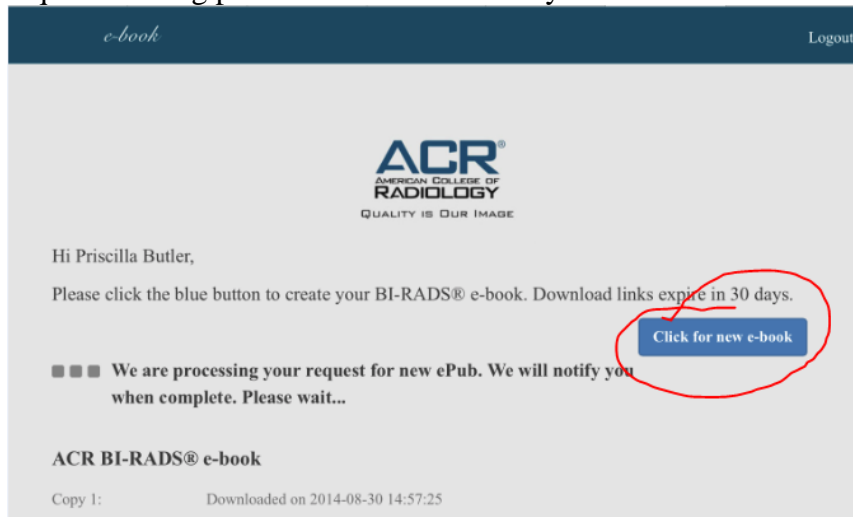 e-book
Logout
ACR®
AMERICAN COLLEGE OF
RADIOLOGY
QUALITY IS OUR IMAGE
Hi Priscilla Butler,
Please click the blue button to create your BI-RADS® e-book. Download links expire in 30 days.
Click for new e-book
We are processing your request for new ePub. We will notify you
when complete. Please wait...
ACR BI-RADS® e-book
Copy 1: Downloaded on 2014-08-30 14:57:25